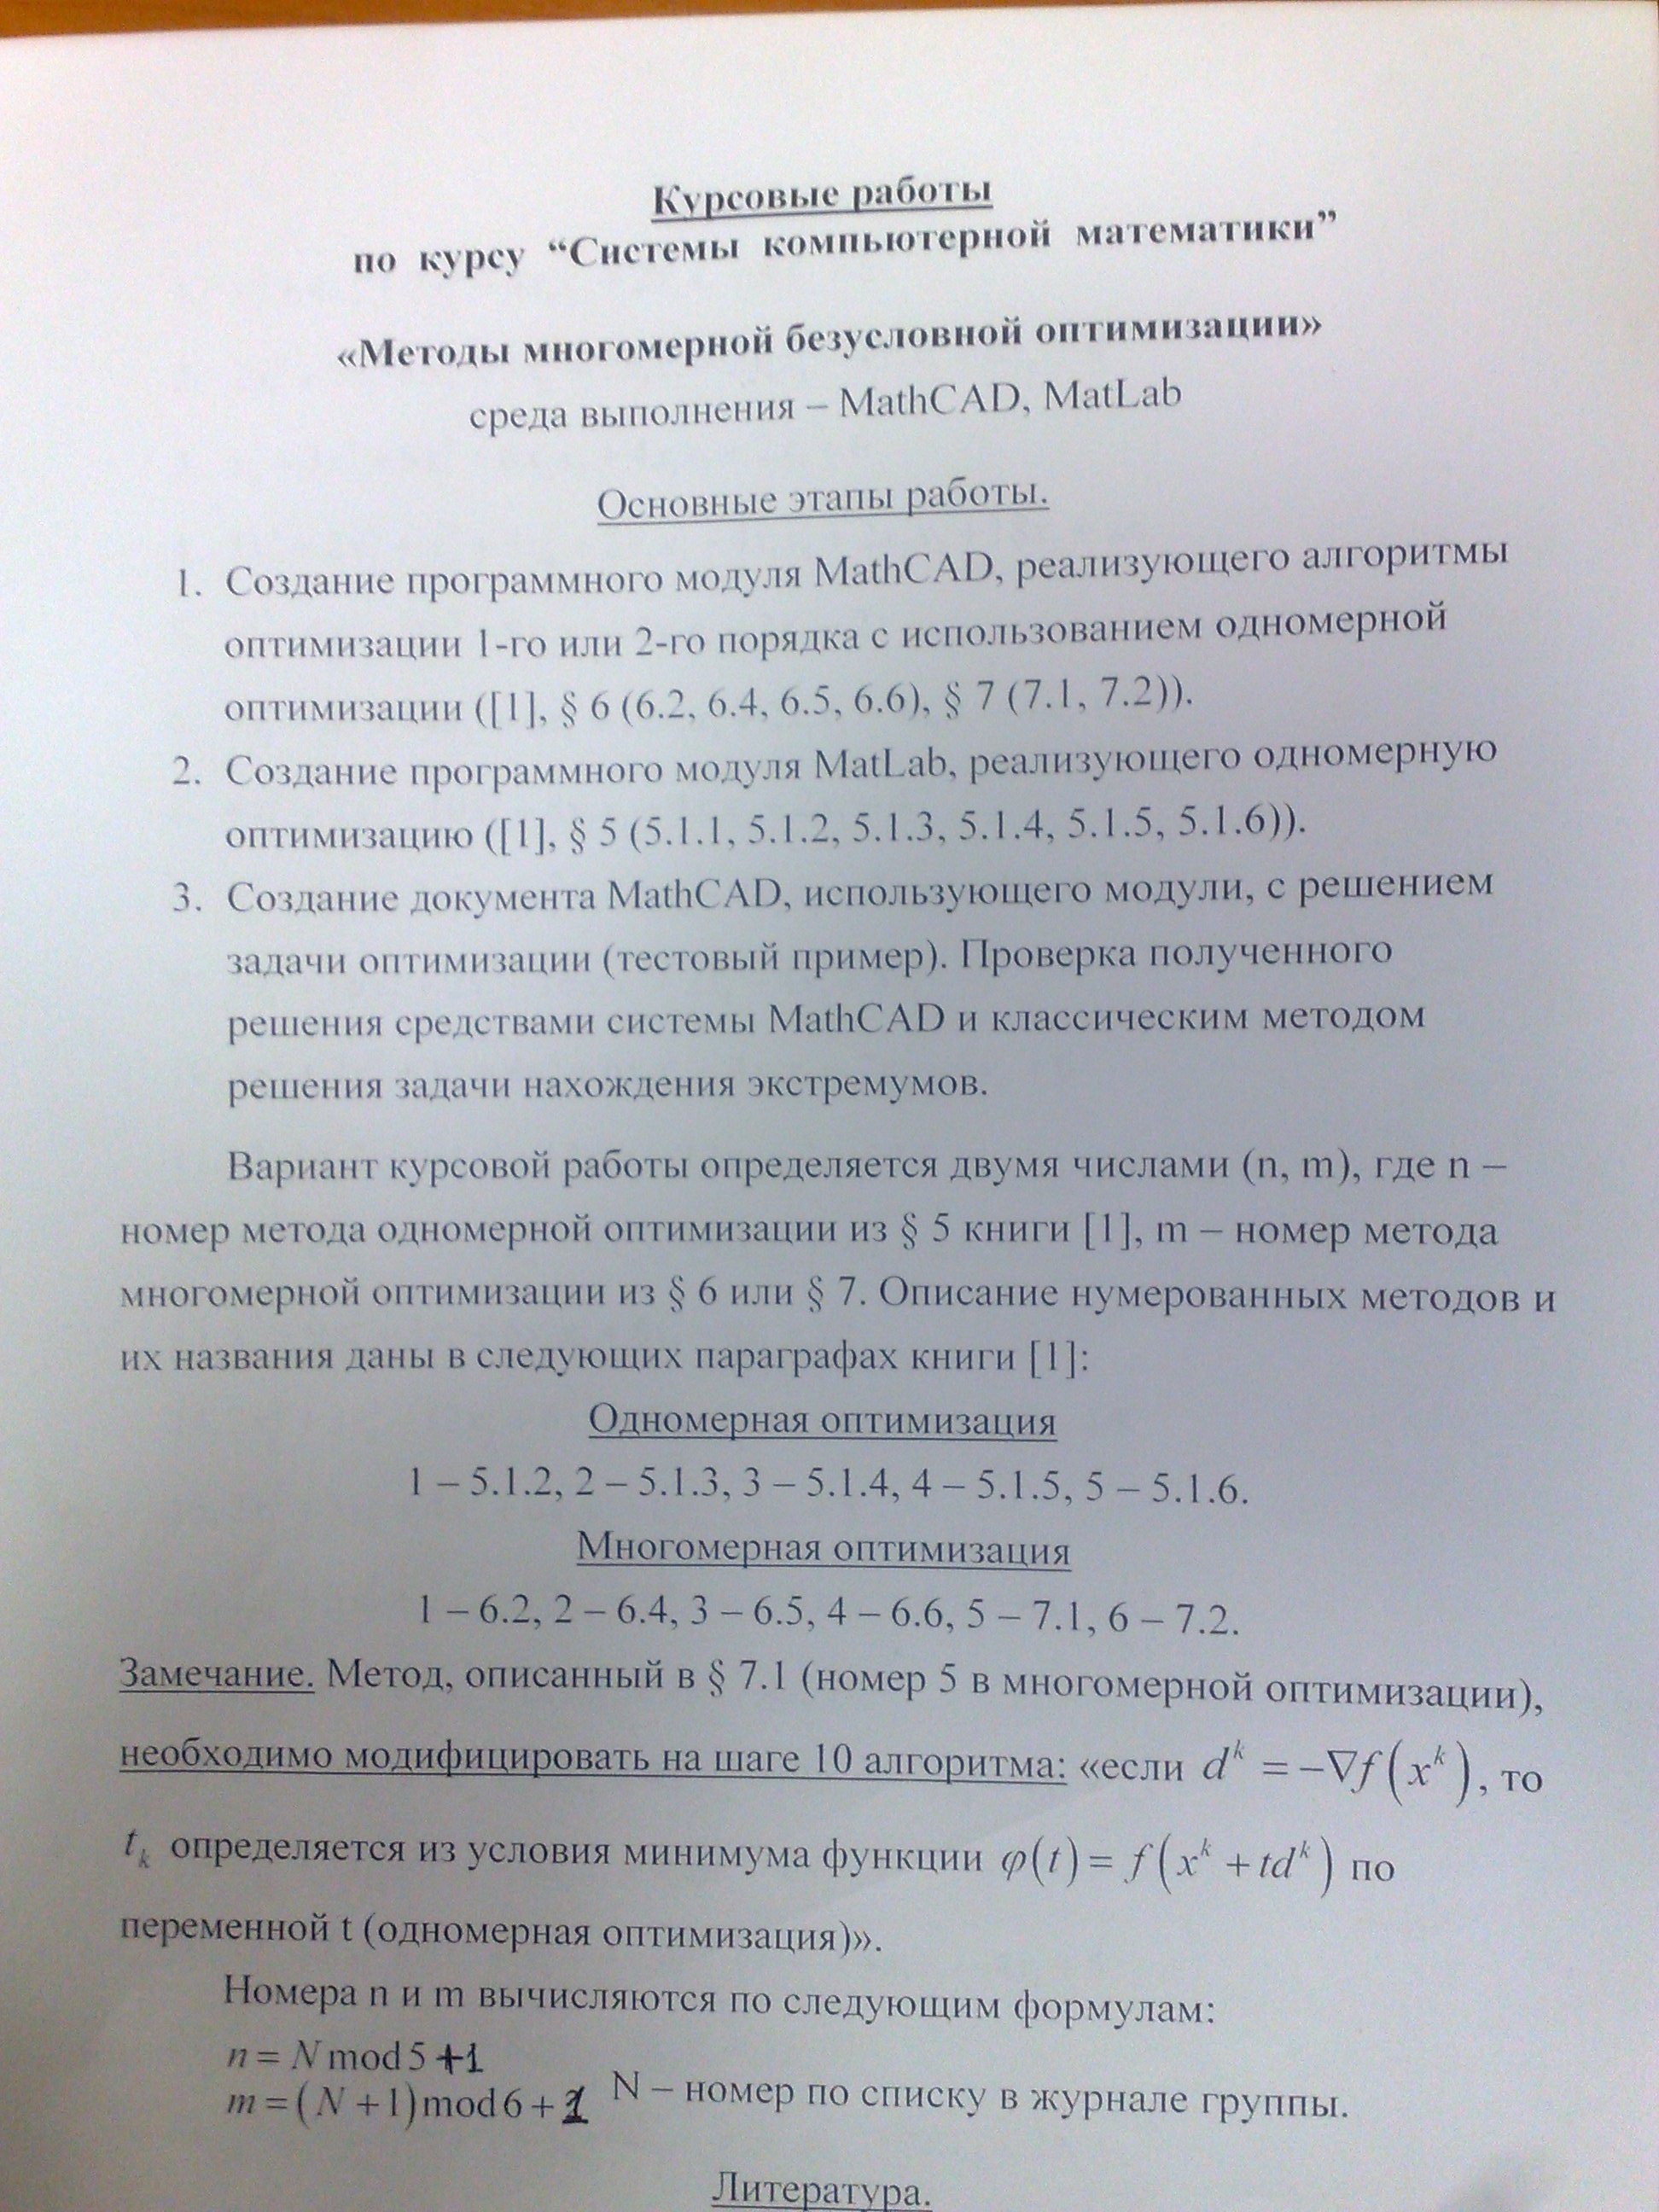 Курсовые работы
по курсу “Системы компьютерной математики”
«Методы многомерной безусловной оптимизации»
среда выполнения – MathCAD, MatLab
Основные этапы работы.
1. Создание программного модуля MathCAD, реализующего алгоритмы
оптимизации 1-го или 2-го порядка с использованием одномерной
оптимизации ([1], § 6 (6.2, 6.4, 6.5, 6.6), § 7 (7.1, 7.2)).
2. Создание программного модуля MatLab, реализующего одномерную
оптимизацию ([1], § 5 (5.1.1, 5.1.2, 5.1.3, 5.1.4, 5.1.5, 5.1.6)).
3. Создание документа MathCAD, использующего модули, с решением
задачи оптимизации (тестовый пример). Проверка полученного
решения средствами системы MathCAD и классическим методом
решения задачи нахождения экстремумов.
Вариант курсовой работы определяется двумя числами (n, m), где n –
номер метода одномерной оптимизации из § 5 книги [1], m – номер метода
многомерной оптимизации из § 6 или § 7. Описание нумерованных методов и
их названия даны в следующих параграфах книги [1]:
Одномерная оптимизация
1 – 5.1.2, 2 – 5.1.3, 3 – 5.1.4, 4 – 5.1.5, 5 – 5.1.6.
Многомерная оптимизация
1 – 6.2, 2 – 6.4, 3 – 6.5, 4 – 6.6, 5 – 7.1, 6 – 7.2.
Замечание. Метод, описанный в § 7.1 (номер 5 в многомерной оптимизации),
необходимо модифицировать на шаге 10 алгоритма: «если d^k = −∇f(x^k), то
t_k определяется из условия минимума функции φ(t) = f(x^k + td^k) по
переменной t (одномерная оптимизация)».
Номера n и m вычисляются по следующим формулам:
n = N mod 5 +1
m = (N + 1) mod 6 + 1 N – номер по списку в журнале группы.
Литература.